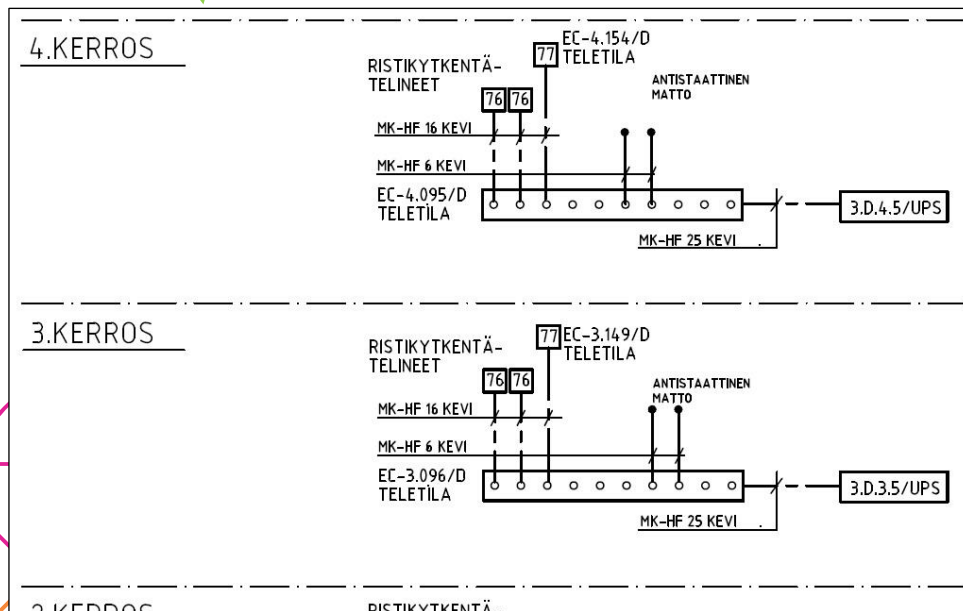 4.KERROS
RISTIKYTKENTÄ-
TELINEET
76 76
77
EC-4.154/D
TELETILA
ANTISTAATTINEN
MATTO
MK-HF 16 KEVI
MK-HF 6 KEVI
EC-4.095/D
TELETILA
3.D.4.5/UPS
MK-HF 25 KEVI
3.KERROS
RISTIKYTKENTÄ-
TELINEET
76 76
77
EC-3.149/D
TELETILA
ANTISTAATTINEN
MATTO
MK-HF 16 KEVI
MK-HF 6 KEVI
EC-3.096/D
TELETILA
3.D.3.5/UPS
MK-HF 25 KEVI
KERROS
RISTIKYTKENTÄ-